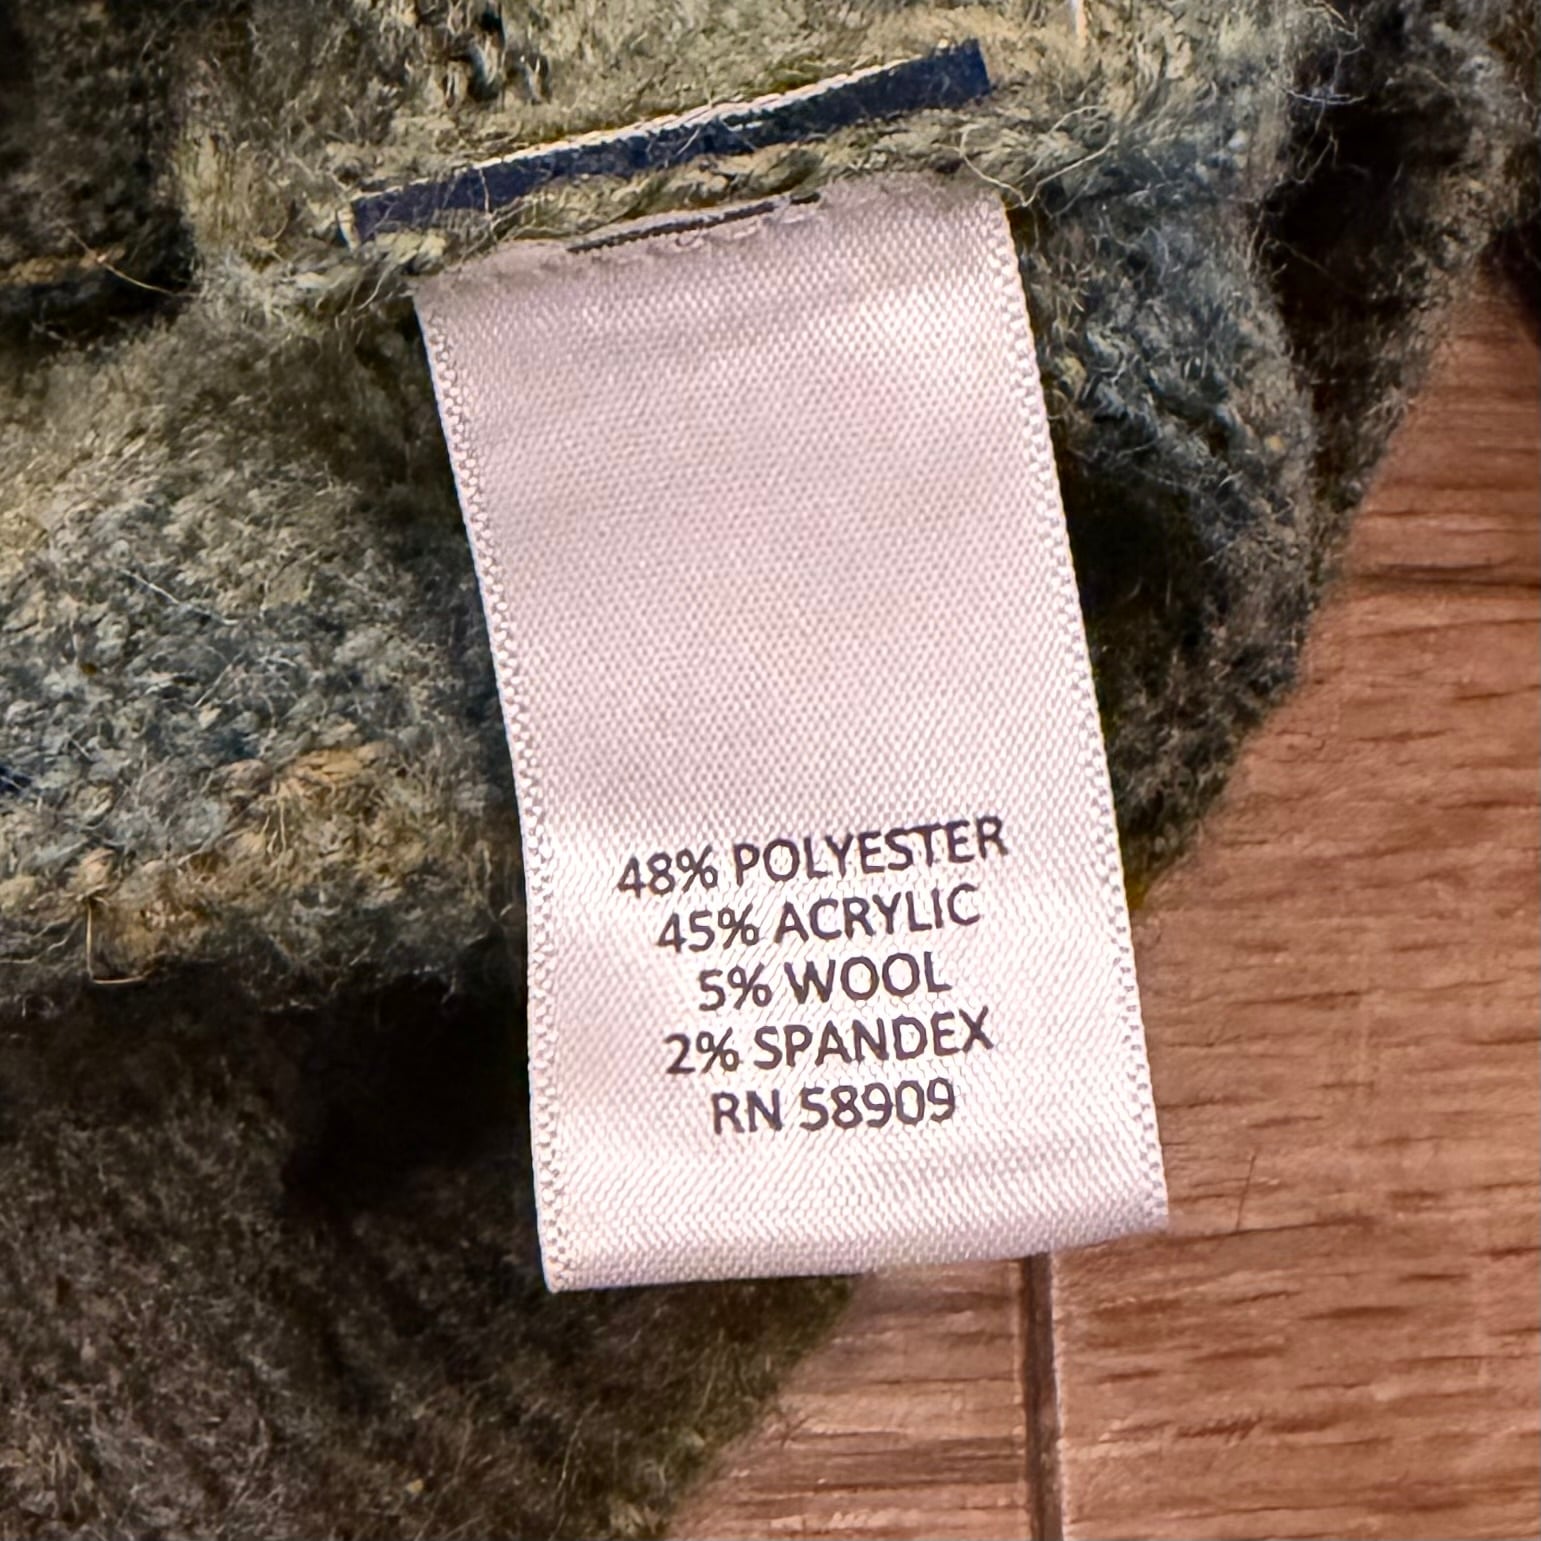 48% POLYESTER
45% ACRYLIC
5% WOOL
2% SPANDEX
RN 58909